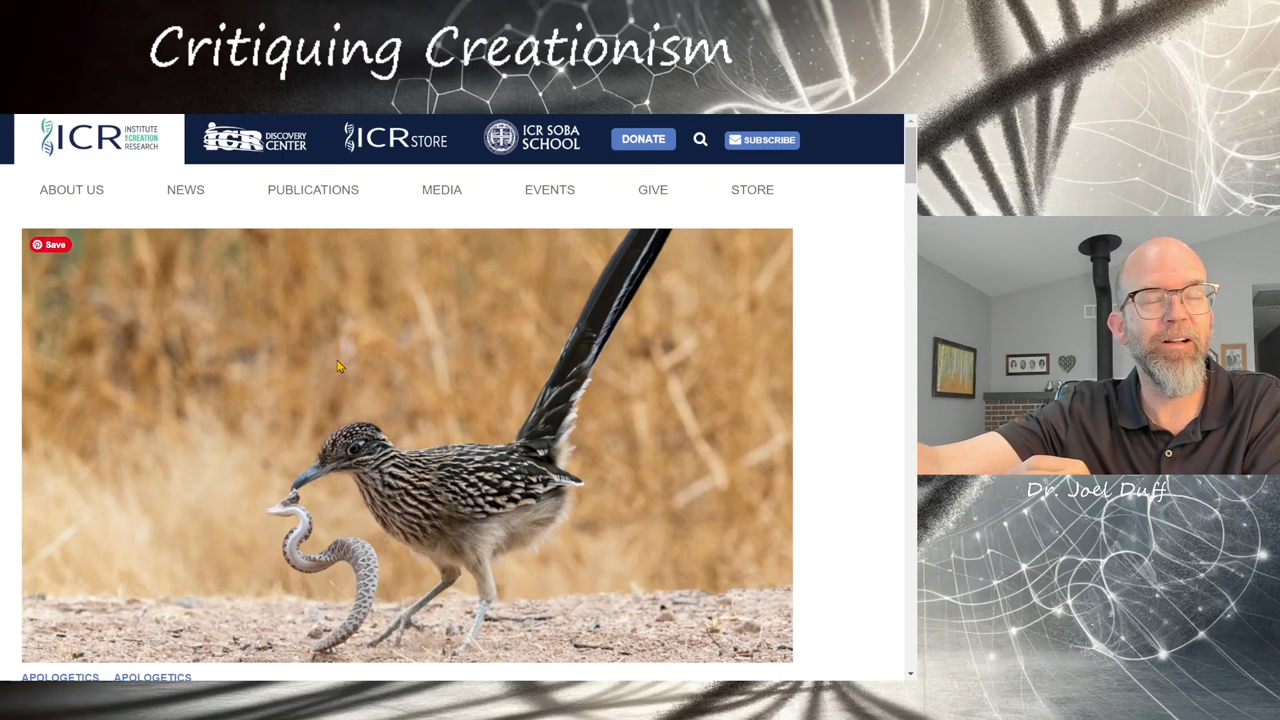 Critiquing Creationism
ICR INSTITUTE for CREATION RESEARCH
ICR DISCOVERY CENTER
ICR STORE
ICR SOBA SCHOOL
DONATE
SUBSCRIBE
ABOUT US NEWS PUBLICATIONS MEDIA EVENTS GIVE STORE
Save
APOLOGETICS APOLOGETICS
Dr. Joel Duff